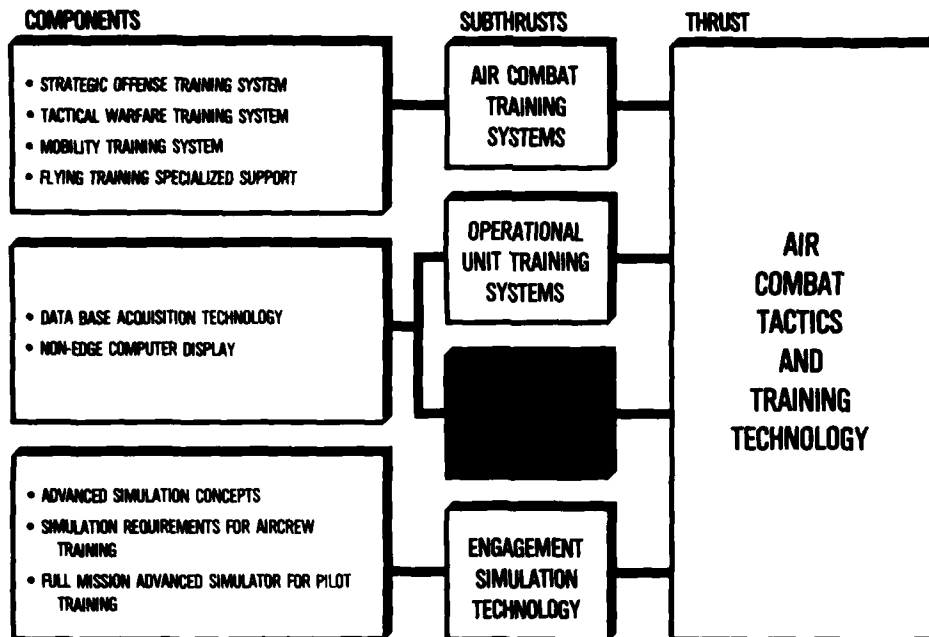 COMPONENTS
• STRATEGIC OFFENSE TRAINING SYSTEM
• TACTICAL WARFARE TRAINING SYSTEM
• MOBILITY TRAINING SYSTEM
• FLYING TRAINING SPECIALIZED SUPPORT
• DATA BASE ACQUISITION TECHNOLOGY
• NON-EDGE COMPUTER DISPLAY
• ADVANCED SIMULATION CONCEPTS
• SIMULATION REQUIREMENTS FOR AIRCREW
TRAINING
• FULL MISSION ADVANCED SIMULATOR FOR PILOT
TRAINING
SUBTHRUSTS
AIR COMBAT
TRAINING
SYSTEMS
OPERATIONAL
UNIT TRAINING
SYSTEMS
ENGAGEMENT
SIMULATION
TECHNOLOGY
THRUST
AIR
COMBAT
TACTICS
AND
TRAINING
TECHNOLOGY